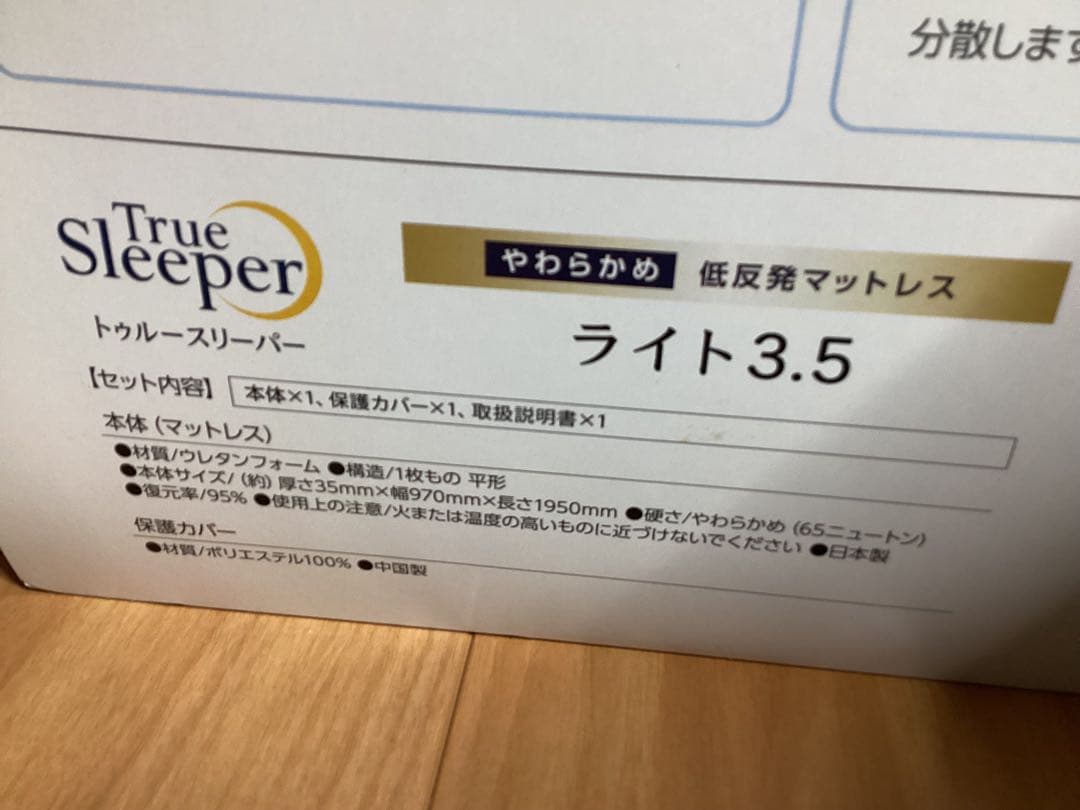 分散します
True
Sleeper
トゥルースリーパー
やわらかめ 低反発マットレス
ライト3.5
【セット内容】 本体×1、保護カバー×1、取扱説明書×1
本体（マットレス）
●材質/ウレタンフォーム ●構造/1枚もの 平形
●本体サイズ/（約）厚さ35mm×幅970mm×長さ1950mm ●硬さ/やわらかめ（65ニュートン）
●復元率/95% ●使用上の注意/火または温度の高いものに近づけないでください ●日本製
保護カバー
●材質/ポリエステル100% ●中国製